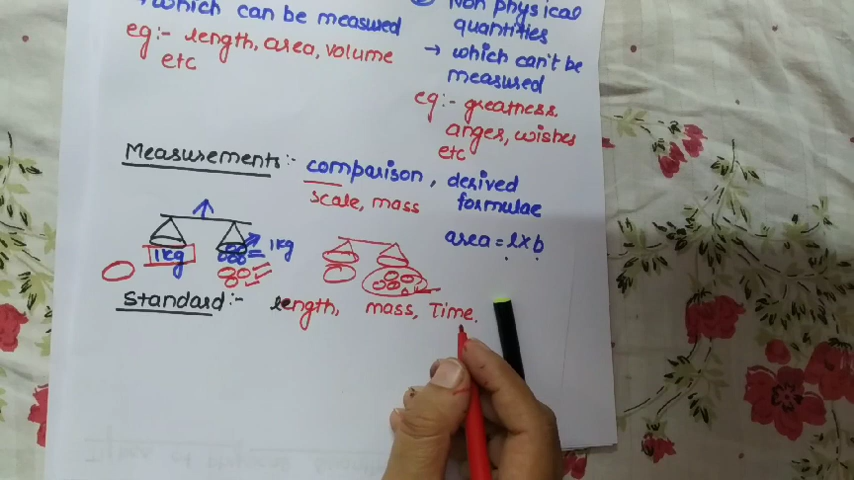 → which can be measured
eg:- length, area, volume
etc
Non physical
quantities
→ which can't be
measured
eg:- greatness
anges, wishes
etc
Measurements:- comparison, derived
formulae
scale, mass
area = l×b
1kg
1kg
Standard:- length, mass, Time.